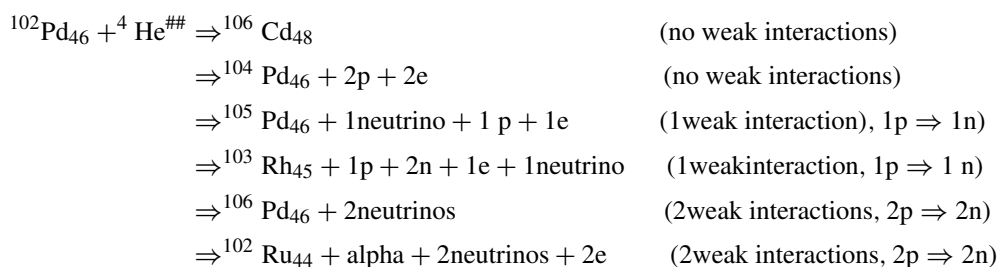 ¹⁰²Pd₄₆ +⁴ He^## ⇒¹⁰⁶ Cd₄₈ (no weak interactions)
⇒¹⁰⁴ Pd₄₆ + 2p + 2e (no weak interactions)
⇒¹⁰⁵ Pd₄₆ + 1neutrino + 1 p + 1e (1weak interaction), 1p ⇒ 1n)
⇒¹⁰³ Rh₄₅ + 1p + 2n + 1e + 1neutrino (1weakinteraction, 1p ⇒ 1 n)
⇒¹⁰⁶ Pd₄₆ + 2neutrinos (2weak interactions, 2p ⇒ 2n)
⇒¹⁰² Ru₄₄ + alpha + 2neutrinos + 2e (2weak interactions, 2p ⇒ 2n)